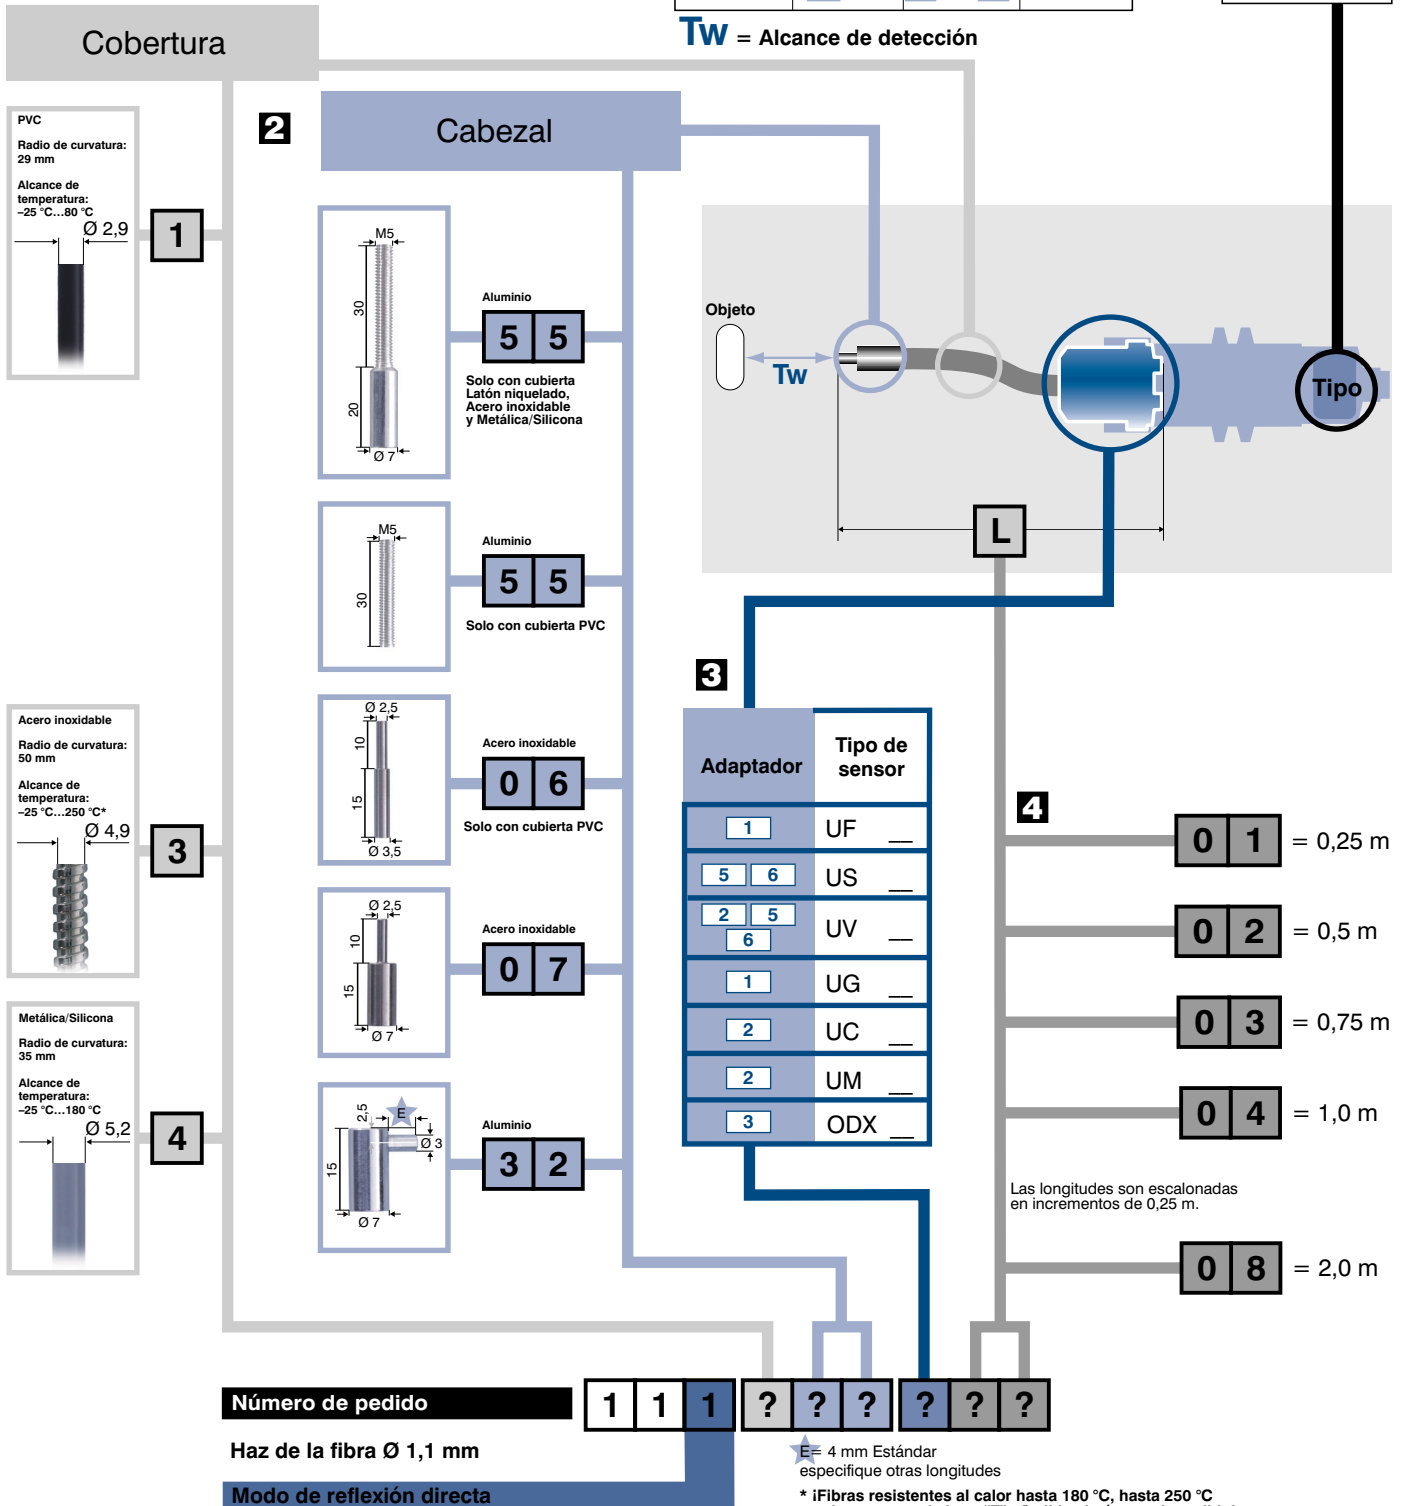 Cobertura
Tw = Alcance de detección
PVC
Radio de curvatura:
29 mm
Alcance de
temperatura:
–25 °C...80 °C
Ø 2,9
1
2
Cabezal
M5
30
20
Ø 7
Aluminio
5 5
Solo con cubierta
Latón niquelado,
Acero inoxidable
y Metálica/Silicona
Objeto
Tw
Tipo
L
M5
30
Aluminio
5 5
Solo con cubierta PVC
Acero inoxidable
Radio de curvatura:
50 mm
Alcance de
temperatura:
–25 °C...250 °C*
Ø 4,9
3
Ø 2,5
10
15
Ø 3,5
Acero inoxidable
0 6
Solo con cubierta PVC
Ø 2,5
10
15
Ø 7
Acero inoxidable
0 7
Metálica/Silicona
Radio de curvatura:
35 mm
Alcance de
temperatura:
–25 °C...180 °C
Ø 5,2
4
2,5
E
Ø 3
15
Ø 7
Aluminio
3 2
3
Adaptador
Tipo de
sensor
1 UF __
5 6 US __
2 5 6 UV __
1 UG __
2 UC __
2 UM __
3 ODX __
4
0 1 = 0,25 m
0 2 = 0,5 m
0 3 = 0,75 m
0 4 = 1,0 m
Las longitudes son escalonadas
en incrementos de 0,25 m.
0 8 = 2,0 m
Número de pedido
1 1 1 ? ? ? ? ? ?
Haz de la fibra Ø 1,1 mm
Modo de reflexión directa
E= 4 mm Estándar
especifique otras longitudes
* ¡Fibras resistentes al calor hasta 180 °C, hasta 250 °C